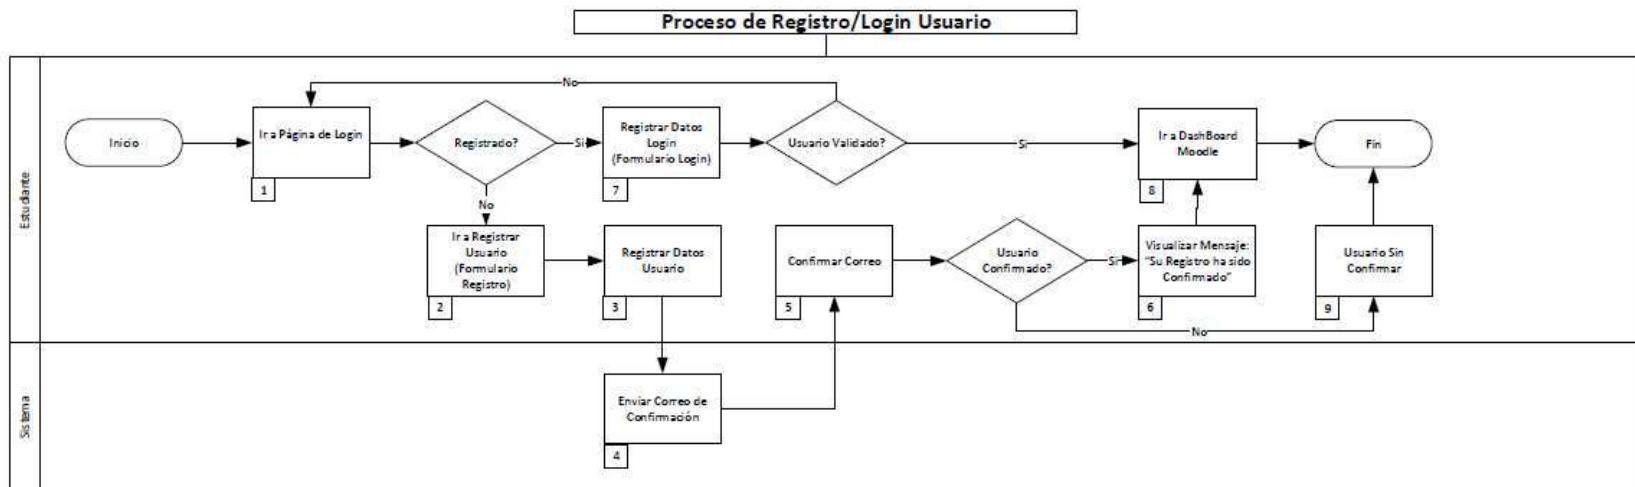 Proceso de Registro/Login Usuario
Estudiante
No
Inicio
Ir a Página de Login
1
Registrado?
Si
Registrar Datos
Login
(Formulario Login)
7
Usuario Validado?
Si
Ir a DashBoard
Moodle
8
Fin
No
Ir a Registrar
Usuario
(Formulario
Registro)
2
Registrar Datos
Usuario
3
Confirmar Correo
5
Usuario
Confirmado?
Si
Visualizar Mensaje:
“Su Registro ha sido
Confirmado”
6
Usuario Sin
Confirmar
9
No
Sistema
Enviar Correo de
Confirmación
4